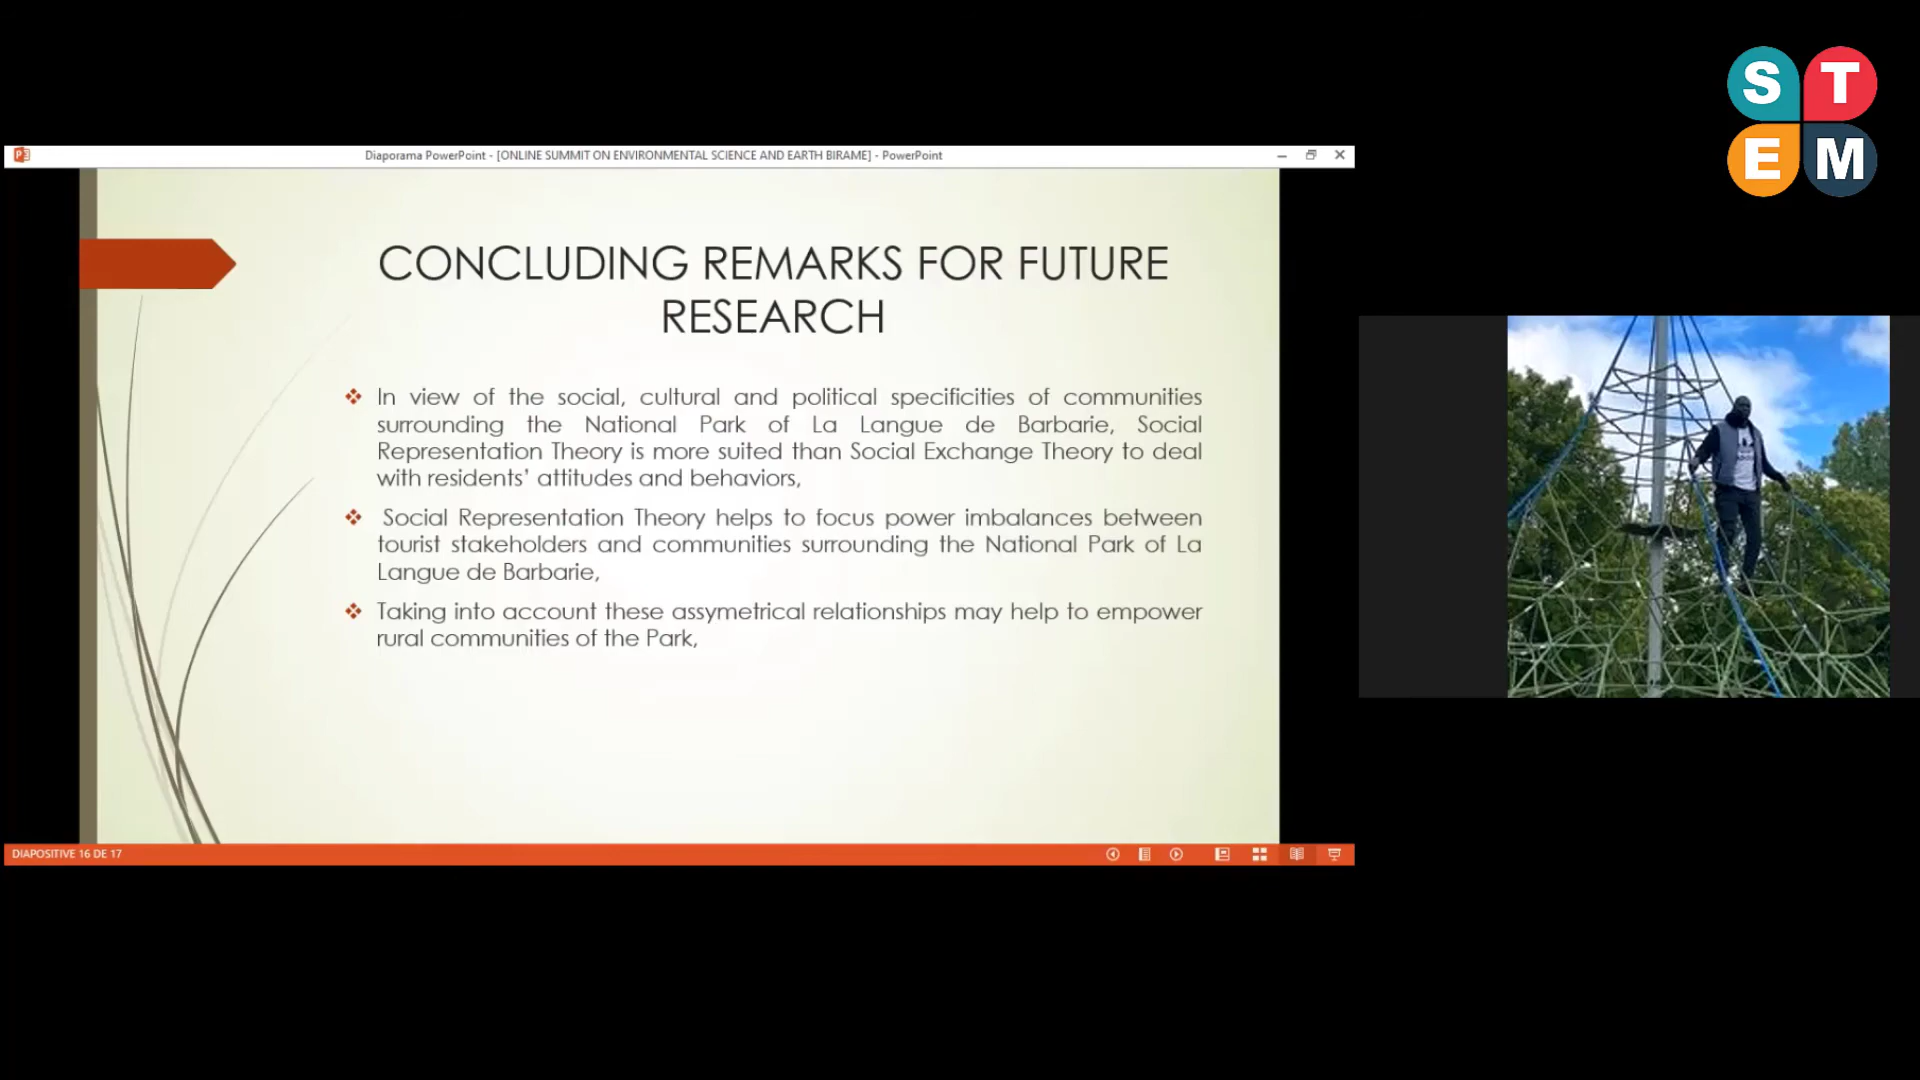 S T
E M
Diaporama PowerPoint - [ONLINE SUMMIT ON ENVIRONMENTAL SCIENCE AND EARTH BIRAME] - PowerPoint
CONCLUDING REMARKS FOR FUTURE
RESEARCH
In view of the social, cultural and political specificities of communities
surrounding the National Park of La Langue de Barbarie, Social
Representation Theory is more suited than Social Exchange Theory to deal
with residents’ attitudes and behaviors,
Social Representation Theory helps to focus power imbalances between
tourist stakeholders and communities surrounding the National Park of La
Langue de Barbarie,
Taking into account these assymetrical relationships may help to empower
rural communities of the Park,
DIAPOSITIVE 16 DE 17